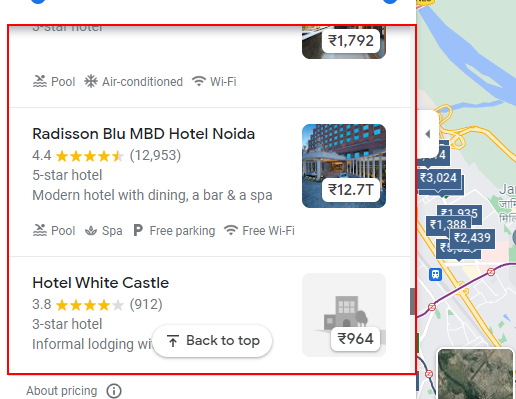 5-star hotel
₹1,792
Pool
Air-conditioned
Wi-Fi
Radisson Blu MBD Hotel Noida
4.4
(12,953)
5-star hotel
Modern hotel with dining, a bar & a spa
₹12.7T
Pool
Spa
Free parking
Free Wi-Fi
Hotel White Castle
3.8
(912)
3-star hotel
Informal lodging wi
₹964
Back to top
About pricing
₹3,024
₹1,935
₹1,388
₹2,439
Jam